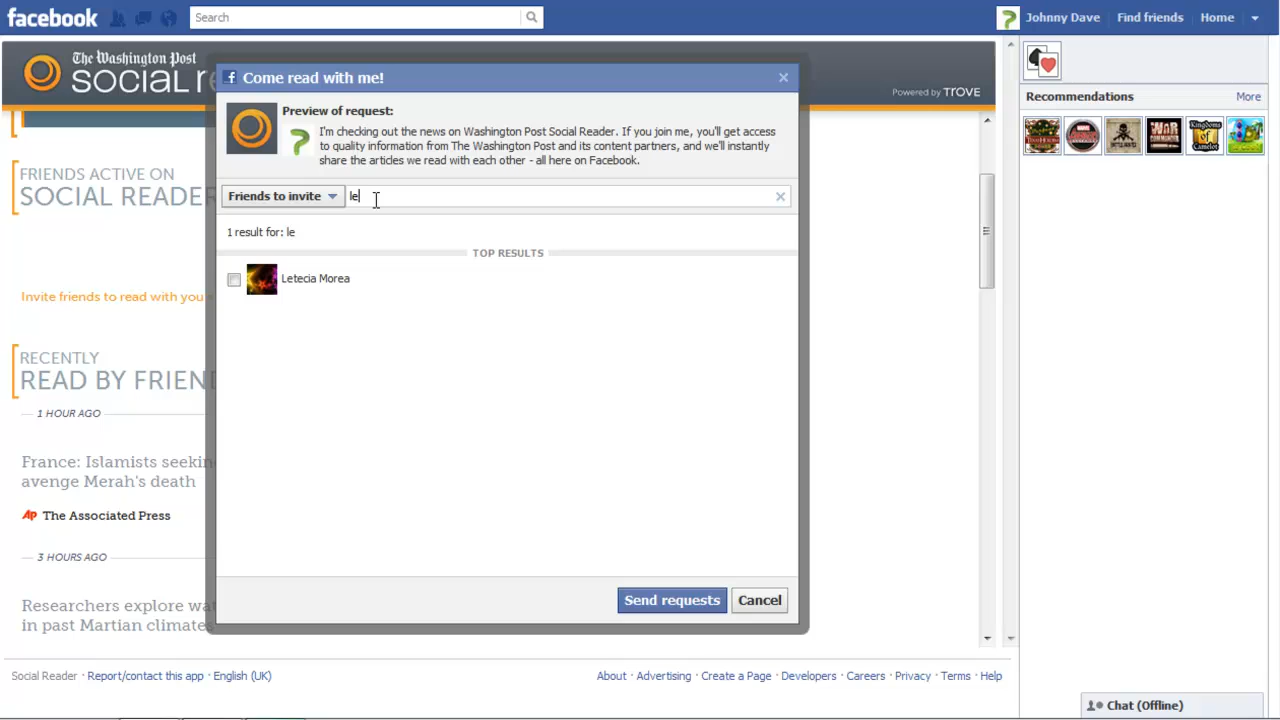 facebook
Search
Johnny Dave
Find friends
Home
The Washington Post
SOCIAL
Powered by TROVE
Come read with me!
Preview of request:
I'm checking out the news on Washington Post Social Reader. If you join me, you'll get access
to quality information from The Washington Post and its content partners, and we'll instantly
share the articles we read with each other - all here on Facebook.
Friends to invite
le
1 result for: le
TOP RESULTS
Letecia Morea
Send requests
Cancel
FRIENDS ACTIVE ON
SOCIAL READER
Invite friends to read with you
RECENTLY
READ BY FRIEN
1 HOUR AGO
France: Islamists seekin
avenge Merah's death
AP The Associated Press
3 HOURS AGO
Researchers explore wa
in past Martian climates
Recommendations
More
Social Reader · Report/contact this app · English (UK)
About · Advertising · Create a Page · Developers · Careers · Privacy · Terms · Help
Chat (Offline)